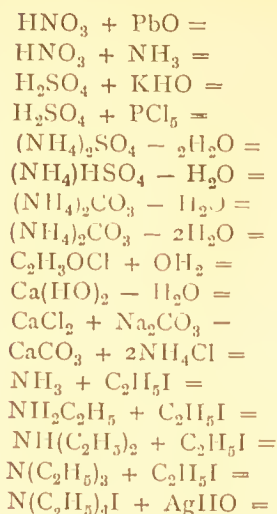 HNO₃ + PbO =
HNO₃ + NH₃ =
H₂SO₄ + KHO =
H₂SO₄ + PCl₅ =
(NH₄)₂SO₄ — ₂H₂O =
(NH₄)HSO₄ — H₂O =
(NH₄)₂CO₃ — H₂O =
(NH₄)₂CO₃ — 2H₂O =
C₂H₃OCl + OH₂ =
Ca(HO)₂ — H₂O =
CaCl₂ + Na₂CO₃ —
CaCO₃ + 2NH₄Cl =
NH₃ + C₂H₅I =
NH₂C₂H₅ + C₂H₅I =
NH(C₂H₅)₂ + C₂H₅I =
N(C₂H₅)₃ + C₂H₅I =
N(C₂H₅)₄I + AgHO =